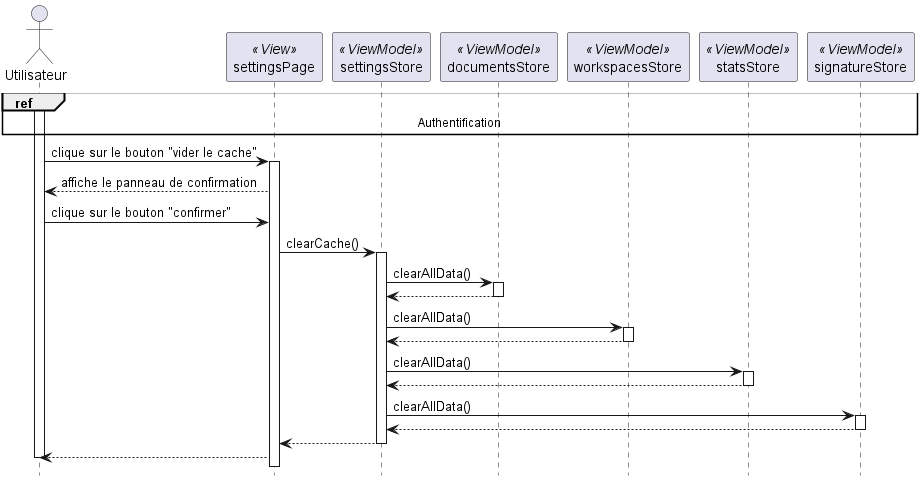 Utilisateur
«View»
settingsPage
«ViewModel»
settingsStore
«ViewModel»
documentsStore
«ViewModel»
workspacesStore
«ViewModel»
statsStore
«ViewModel»
signatureStore
ref
Authentification
clique sur le bouton "vider le cache"
affiche le panneau de confirmation
clique sur le bouton "confirmer"
clearCache()
clearAllData()
clearAllData()
clearAllData()
clearAllData()